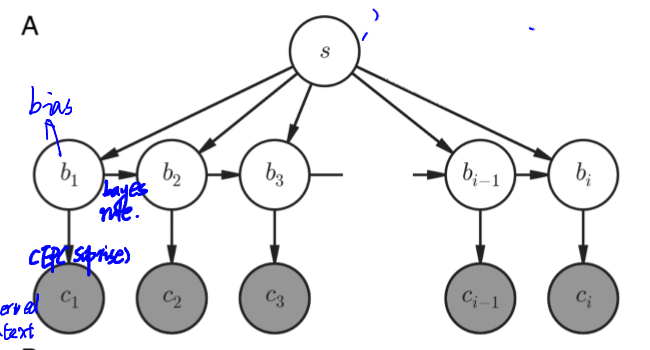 A
s
bias
b₁ b₂ b₃ bᵢ₋₁ bᵢ
bayes
rule.
c₁ c₂ c₃ cᵢ₋₁ cᵢ
erved
text